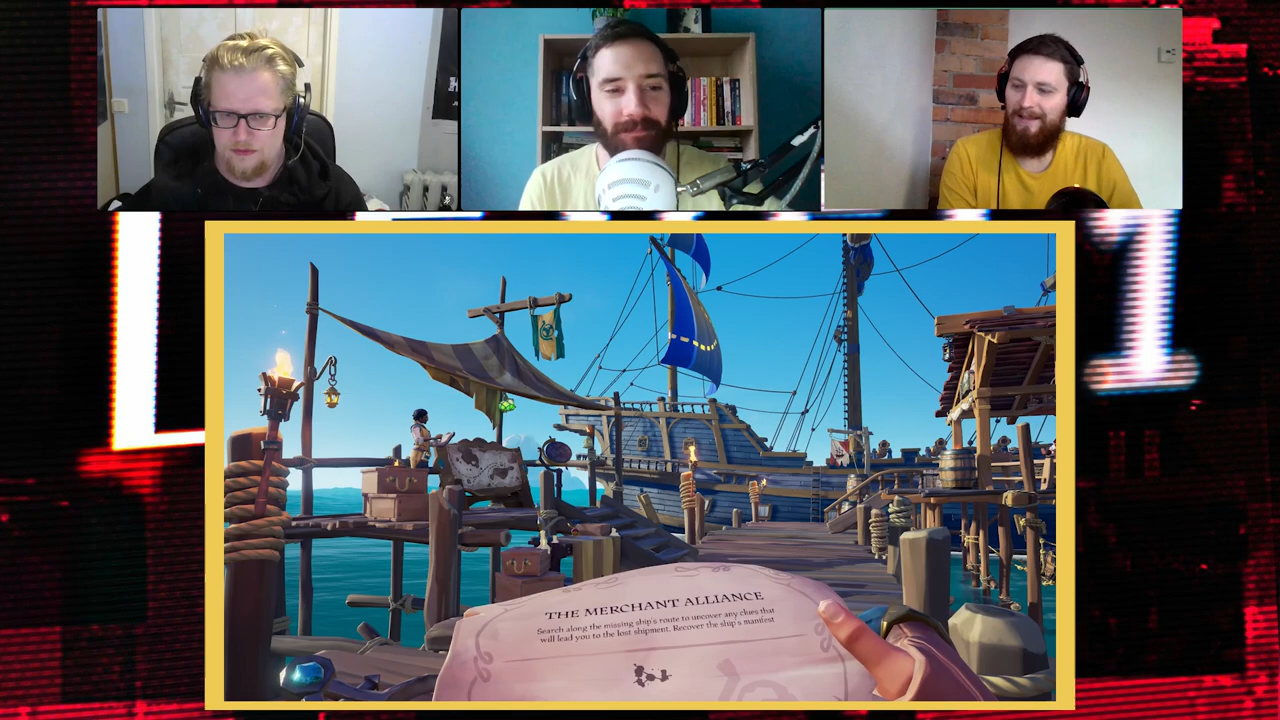 THE MERCHANT ALLIANCE
Search along the missing ship's route to uncover any clues that
will lead you to the lost shipment. Recover the ship's manifest